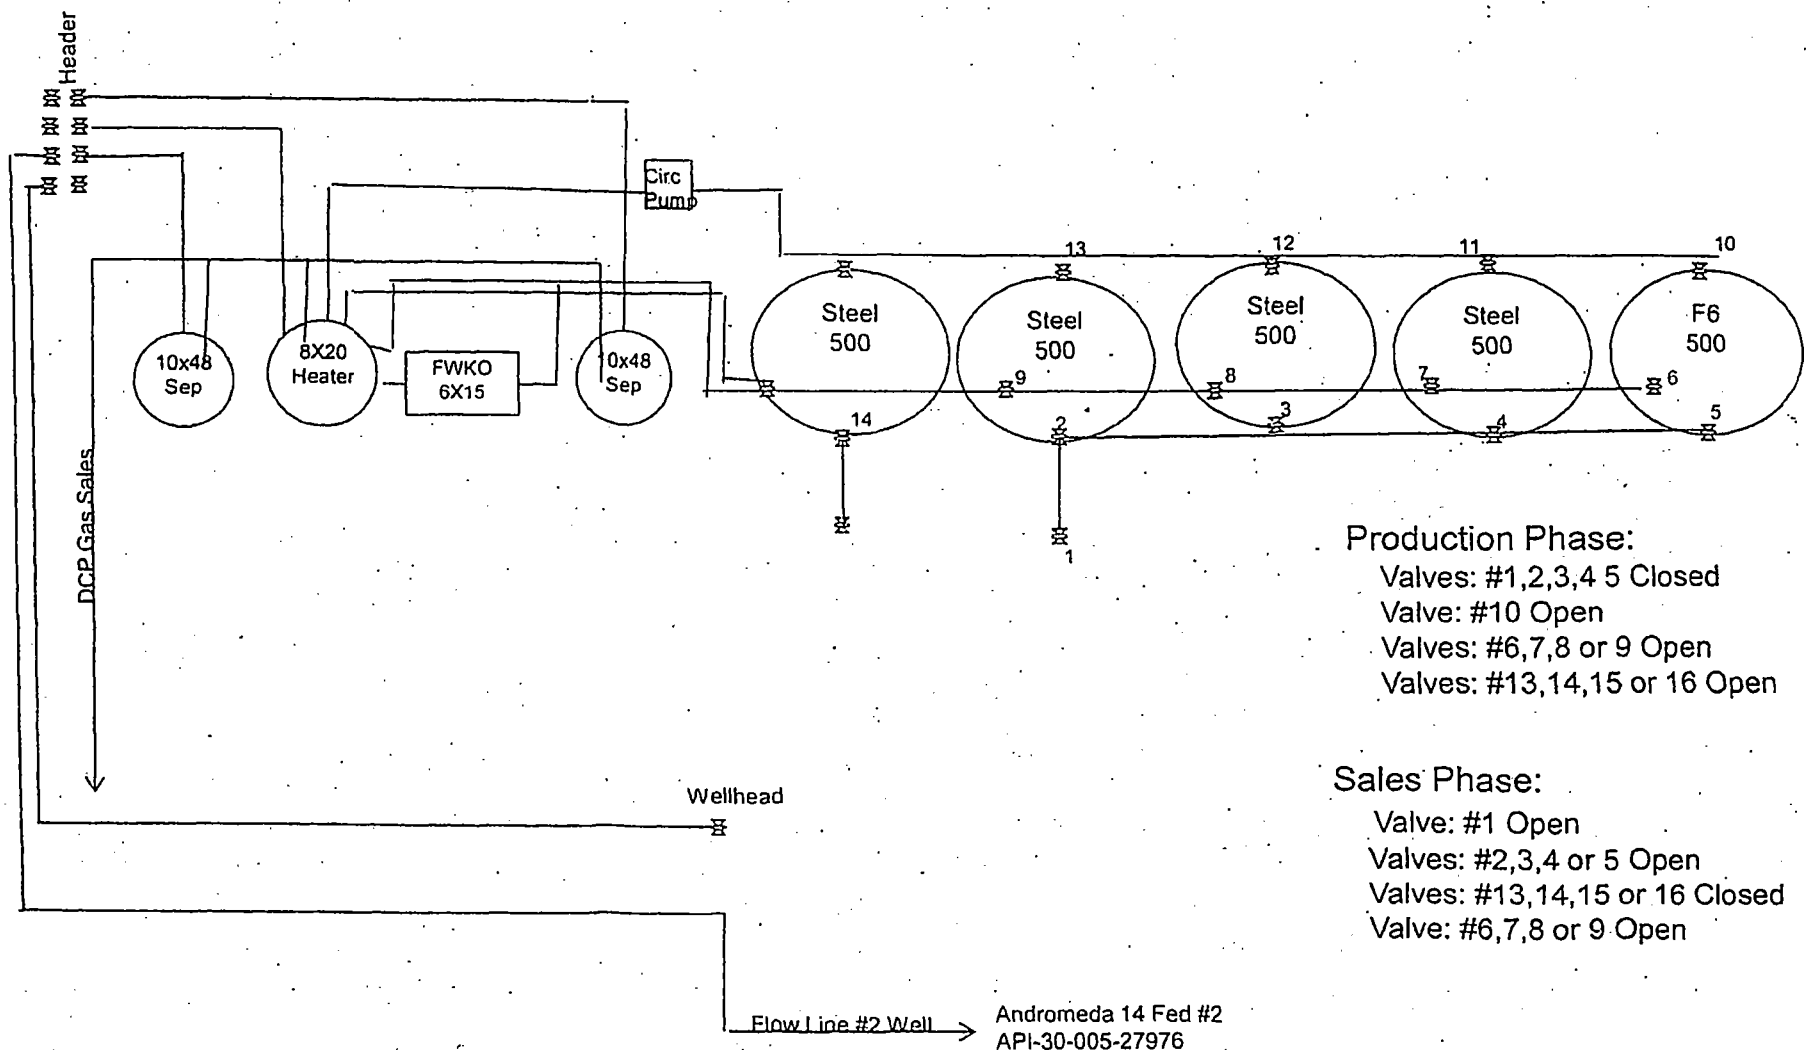 Header
Circ
Pump
13
12
11
10
Steel
500
Steel
500
Steel
500
Steel
500
F6
500
10x48
Sep
8X20
Heater
FWKO
6X15
0x48
Sep
9
8
7
6
14
2
3
4
5
1
DCP Gas Sales
Production Phase:
Valves: #1,2,3,4 5 Closed
Valve: #10 Open
Valves: #6,7,8 or 9 Open
Valves: #13,14,15 or 16 Open
Sales Phase:
Valve: #1 Open
Valves: #2,3,4 or 5 Open
Valves: #13,14,15 or 16 Closed
Valve: #6,7,8 or 9 Open
Wellhead
Flow Line #2 Well
Andromeda 14 Fed #2
API-30-005-27976